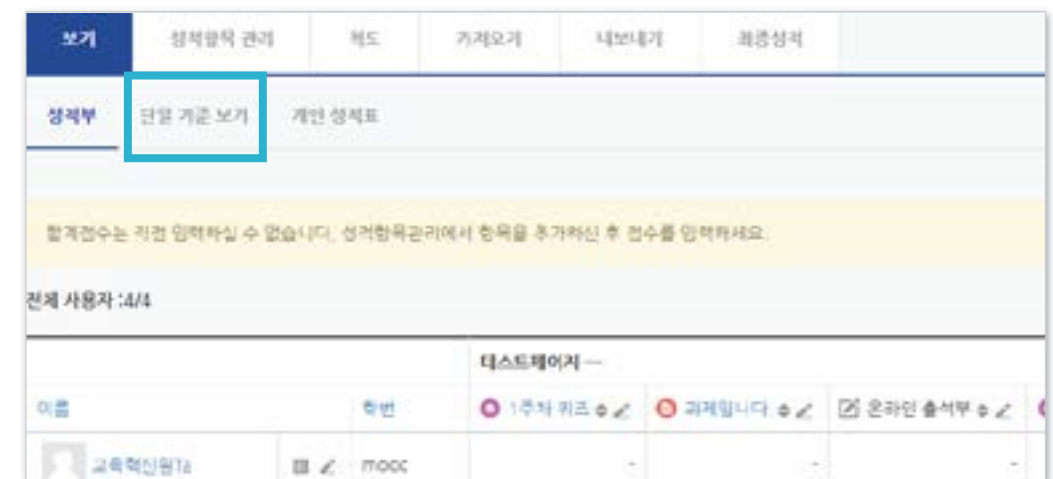 보기 성적항목 관리 척도 가져오기 내보내기 최종성적
성적부 단일 기준 보기 개인 성적표
합계점수는 직접 입력하실 수 없습니다. 성적항목관리에서 항목을 추가하신 후 점수를 입력하세요.
전체 사용자 :4/4
테스트페이지 —
이름 학번 1주차 퀴즈 과제입니다. 온라인 출석부
교육혁신원Ta mooc - - -